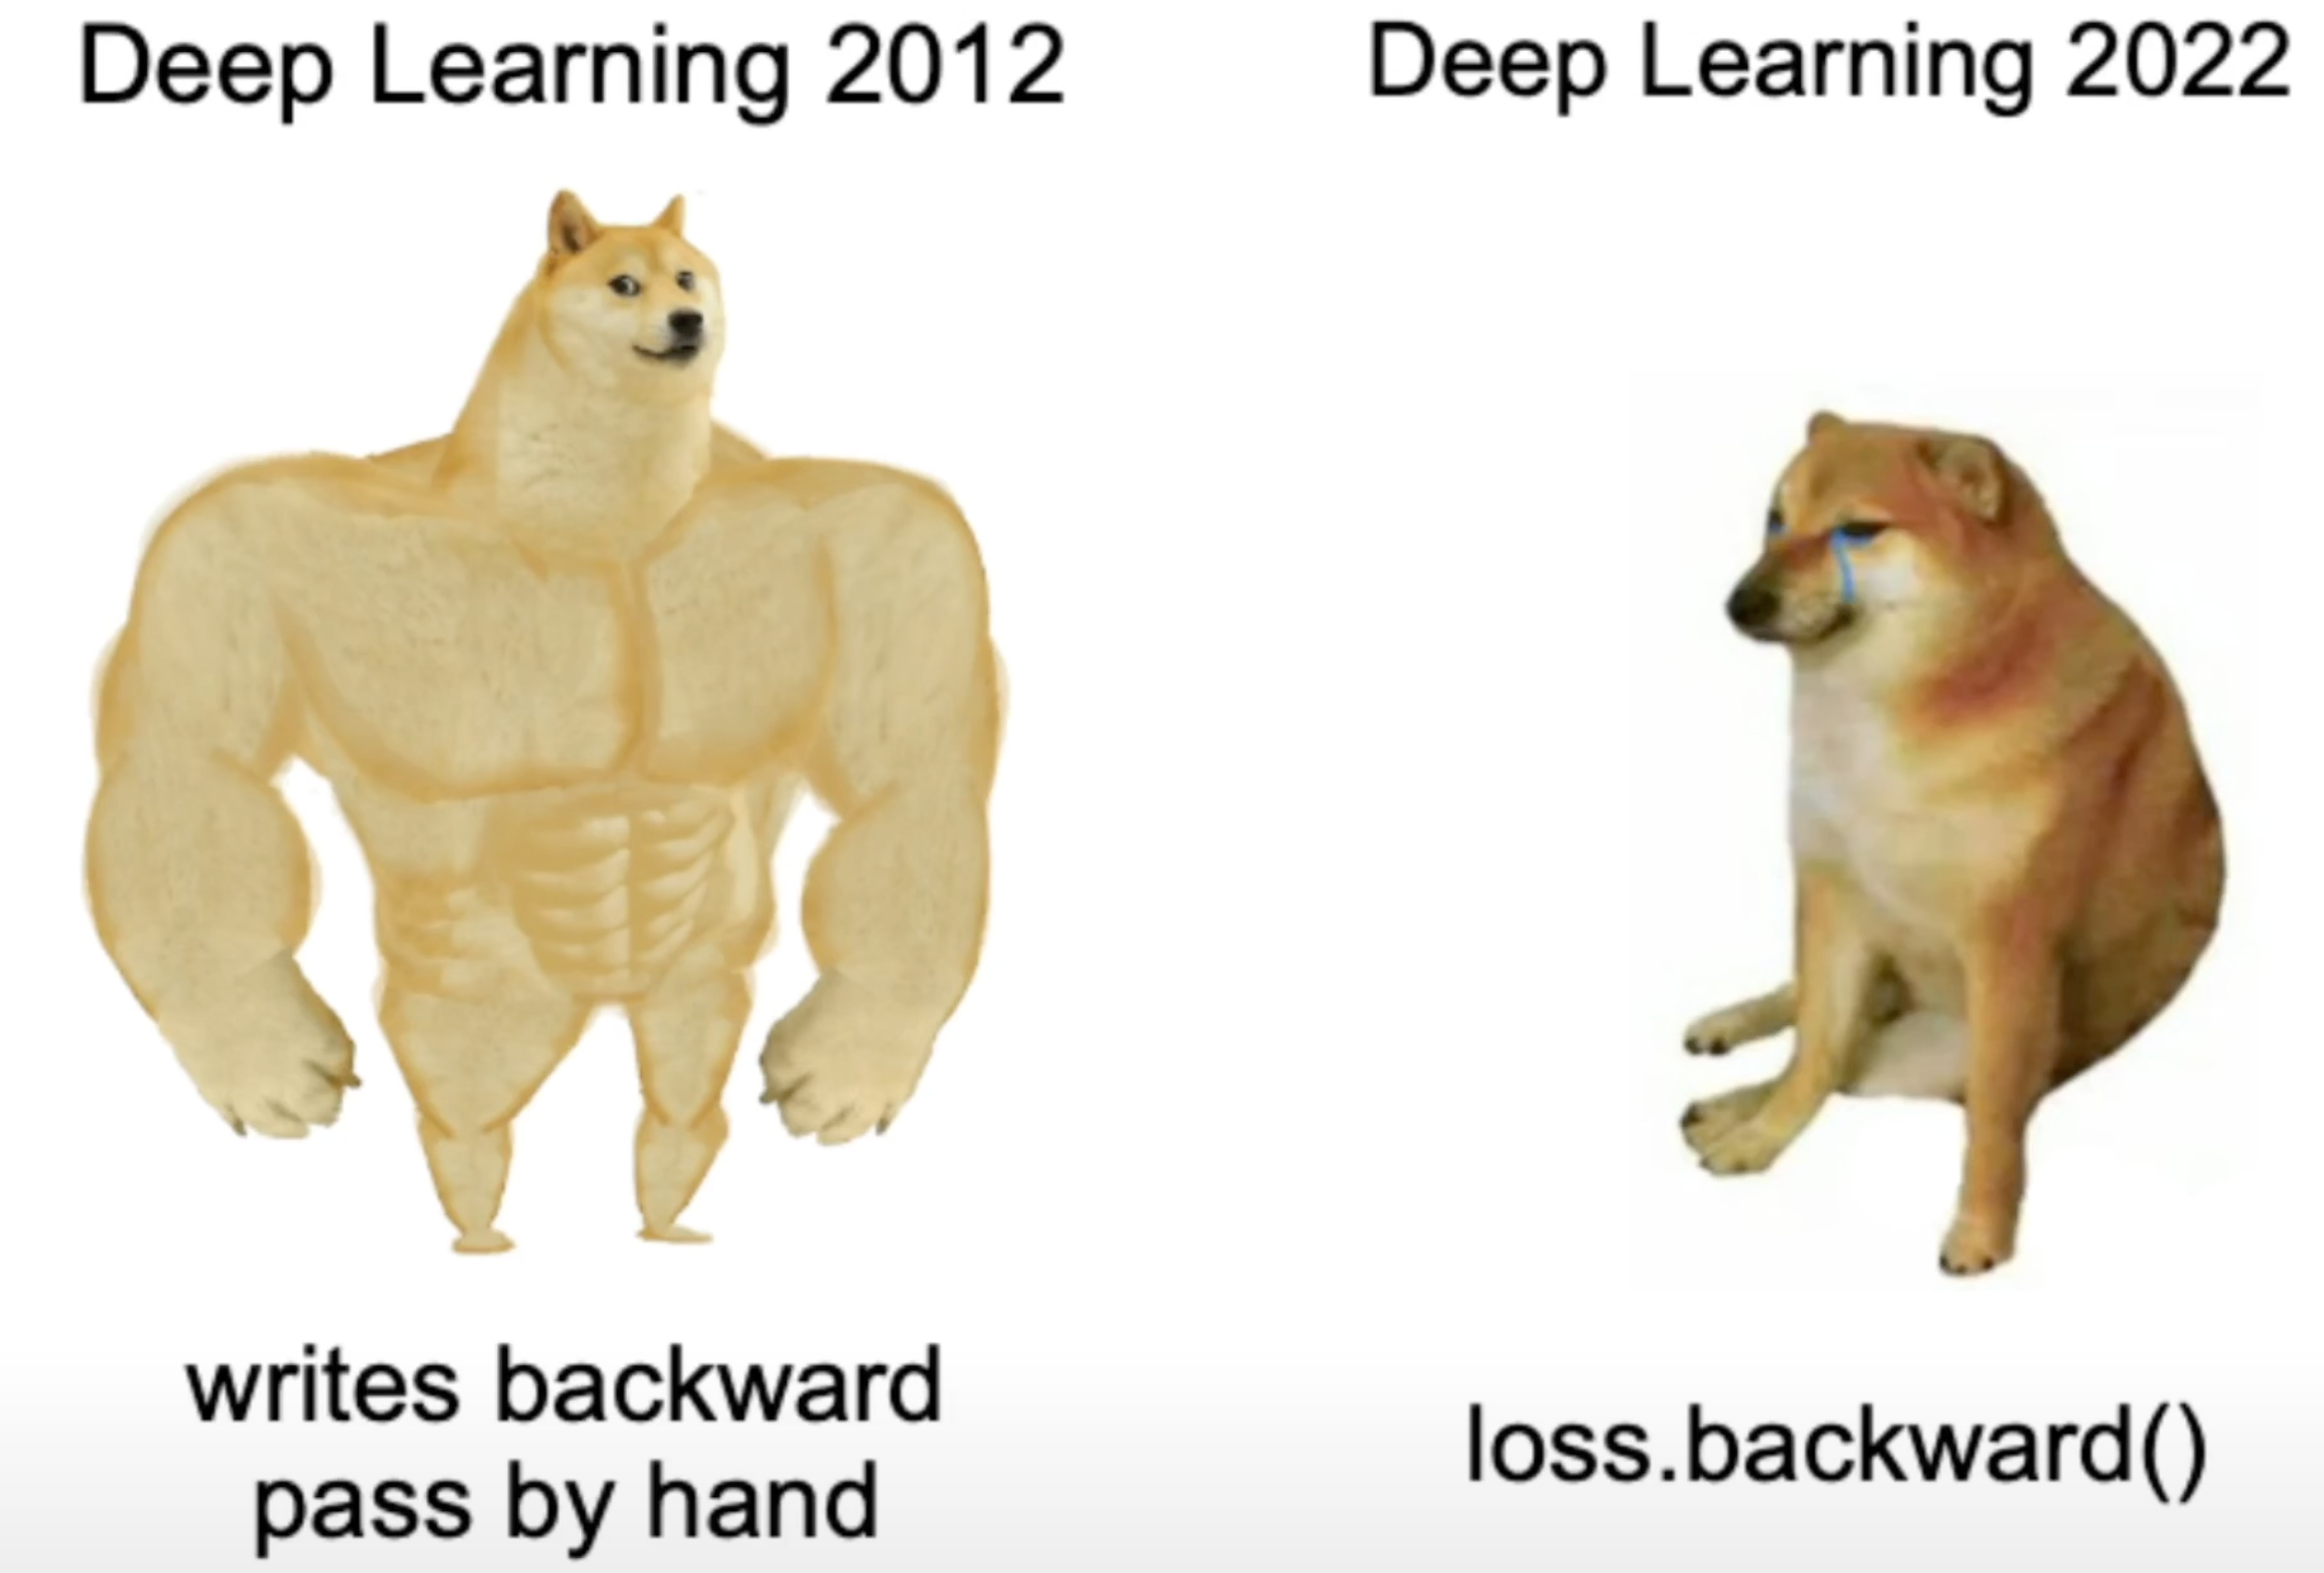 Deep Learning 2012
Deep Learning 2022
writes backward
pass by hand
loss.backward()